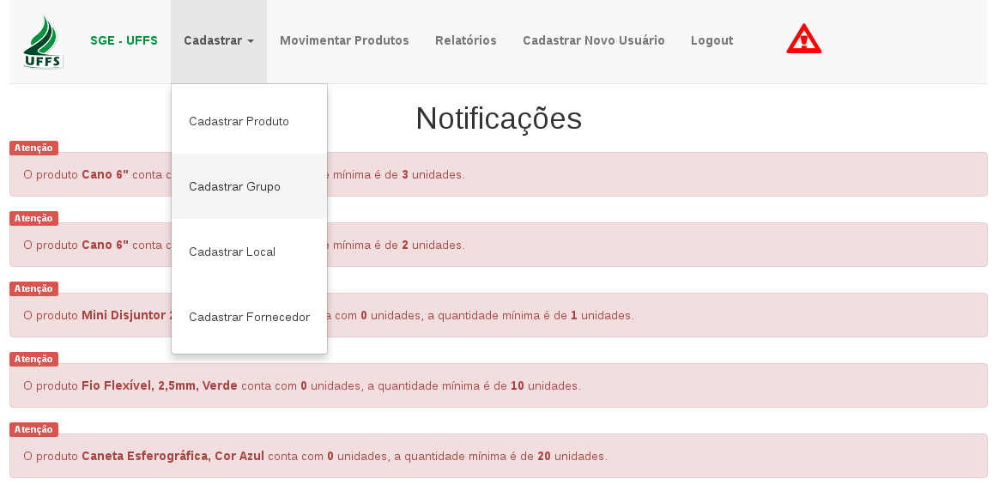 UFFS
SGE - UFFS
Cadastrar
Movimentar Produtos
Relatórios
Cadastrar Novo Usuário
Logout
Cadastrar Produto
Cadastrar Grupo
Cadastrar Local
Cadastrar Fornecedor
Notificações
Atenção
O produto Cano 6" conta mínima é de 3 unidades.
Atenção
O produto Cano 6" conta mínima é de 2 unidades.
Atenção
O produto Mini Disjuntor com 0 unidades, a quantidade mínima é de 1 unidades.
Atenção
O produto Fio Flexível, 2,5mm, Verde conta com 0 unidades, a quantidade mínima é de 10 unidades.
Atenção
O produto Caneta Esferográfica, Cor Azul conta com 0 unidades, a quantidade mínima é de 20 unidades.